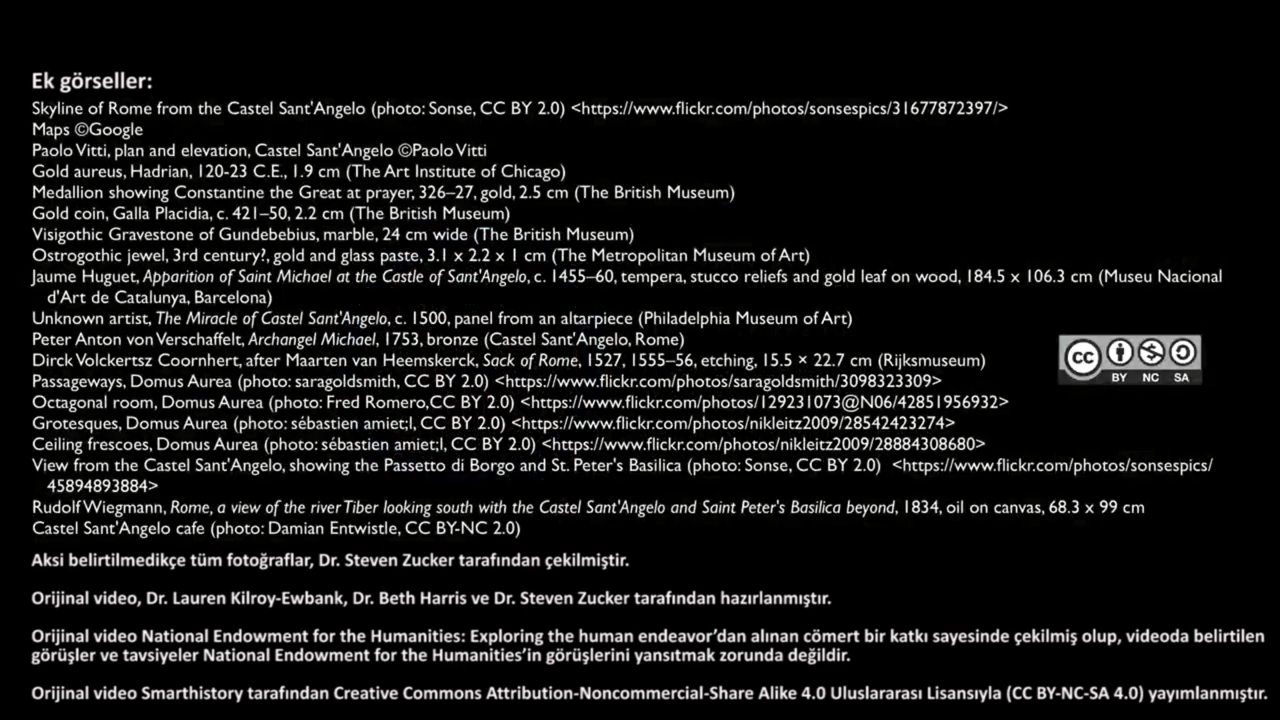 Ek görseller:
Skyline of Rome from the Castel Sant'Angelo (photo: Sonse, CC BY 2.0) <https://www.flickr.com/photos/sonsespics/31677872397/>
Maps ©Google
Paolo Vitti, plan and elevation, Castel Sant'Angelo ©Paolo Vitti
Gold aureus, Hadrian, 120-23 C.E., 1.9 cm (The Art Institute of Chicago)
Medallion showing Constantine the Great at prayer, 326–27, gold, 2.5 cm (The British Museum)
Gold coin, Galla Placidia, c. 421–50, 2.2 cm (The British Museum)
Visigothic Gravestone of Gundebebius, marble, 24 cm wide (The British Museum)
Ostrogothic jewel, 3rd century?, gold and glass paste, 3.1 x 2.2 x 1 cm (The Metropolitan Museum of Art)
Jaume Huguet, Apparition of Saint Michael at the Castle of Sant'Angelo, c. 1455–60, tempera, stucco reliefs and gold leaf on wood, 184.5 x 106.3 cm (Museu Nacional
d'Art de Catalunya, Barcelona)
Unknown artist, The Miracle of Castel Sant'Angelo, c. 1500, panel from an altarpiece (Philadelphia Museum of Art)
Peter Anton von Verschaffelt, Archangel Michael, 1753, bronze (Castel Sant'Angelo, Rome)
Dirck Volckertsz Coornhert, after Maarten van Heemskerck, Sack of Rome, 1527, 1555–56, etching, 15.5 × 22.7 cm (Rijksmuseum)
Passageways, Domus Aurea (photo: saragoldsmith, CC BY 2.0) <https://www.flickr.com/photos/saragoldsmith/3098323309>
Octagonal room, Domus Aurea (photo: Fred Romero,CC BY 2.0) <https://www.flickr.com/photos/129231073@N06/42851956932>
Grotesques, Domus Aurea (photo: sébastien amiet;l, CC BY 2.0) <https://www.flickr.com/photos/nikleitz2009/28542423274>
Ceiling frescoes, Domus Aurea (photo: sébastien amiet;l, CC BY 2.0) <https://www.flickr.com/photos/nikleitz2009/28884308680>
View from the Castel Sant'Angelo, showing the Passetto di Borgo and St. Peter's Basilica (photo: Sonse, CC BY 2.0) <https://www.flickr.com/photos/sonsespics/
45894893884>
Rudolf Wiegmann, Rome, a view of the river Tiber looking south with the Castel Sant'Angelo and Saint Peter's Basilica beyond, 1834, oil on canvas, 68.3 x 99 cm
Castel Sant'Angelo cafe (photo: Damian Entwistle, CC BY-NC 2.0)
cc
BY NC SA
Aksi belirtilmedikçe tüm fotoğraflar, Dr. Steven Zucker tarafından çekilmiştir.
Orijinal video, Dr. Lauren Kilroy-Ewbank, Dr. Beth Harris ve Dr. Steven Zucker tarafından hazırlanmıştır.
Orijinal video National Endowment for the Humanities: Exploring the human endeavor'dan alınan cömert bir katkı sayesinde çekilmiş olup, videoda belirtilen
görüşler ve tavsiyeler National Endowment for the Humanities'in görüşlerini yansıtmak zorunda değildir.
Orijinal video Smarthistory tarafından Creative Commons Attribution-Noncommercial-Share Alike 4.0 Uluslararası Lisansıyla (CC BY-NC-SA 4.0) yayımlanmıştır.